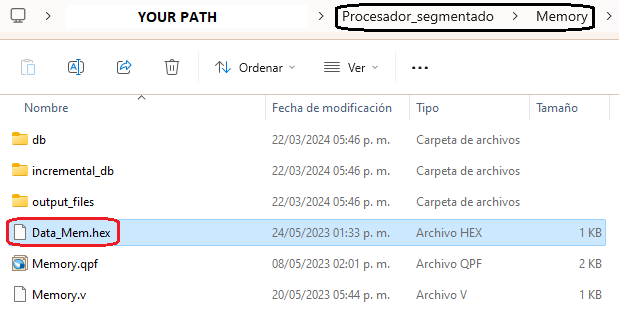 YOUR PATH > Procesador_segmentado > Memory
Ordenar Ver
Nombre Fecha de modificación Tipo Tamaño
db 22/03/2024 05:46 p. m. Carpeta de archivos
incremental_db 22/03/2024 05:46 p. m. Carpeta de archivos
output_files 22/03/2024 05:46 p. m. Carpeta de archivos
Data_Mem.hex 24/05/2023 01:33 p. m. Archivo HEX 1 KB
Memory.qpf 08/05/2023 02:01 p. m. Archivo QPF 2 KB
Memory.v 20/05/2023 05:44 p. m. Archivo V 1 KB